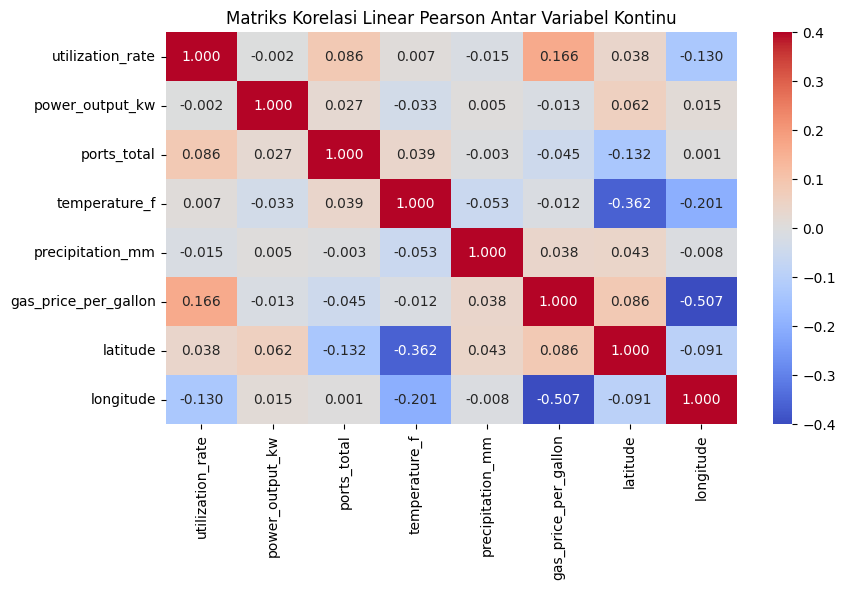 Matriks Korelasi Linear Pearson Antar Variabel Kontinu
utilization_rate 1.000 -0.002 0.086 0.007 -0.015 0.166 0.038 -0.130
power_output_kw -0.002 1.000 0.027 -0.033 0.005 -0.013 0.062 0.015
ports_total 0.086 0.027 1.000 0.039 -0.003 -0.045 -0.132 0.001
temperature_f 0.007 -0.033 0.039 1.000 -0.053 -0.012 -0.362 -0.201
precipitation_mm -0.015 0.005 -0.003 -0.053 1.000 0.038 0.043 -0.008
gas_price_per_gallon 0.166 -0.013 -0.045 -0.012 0.038 1.000 0.086 -0.507
latitude 0.038 0.062 -0.132 -0.362 0.043 0.086 1.000 -0.091
longitude -0.130 0.015 0.001 -0.201 -0.008 -0.507 -0.091 1.000
utilization_rate
power_output_kw
ports_total
temperature_f
precipitation_mm
gas_price_per_gallon
latitude
longitude
0.4
0.3
0.2
0.1
0.0
−0.1
−0.2
−0.3
−0.4